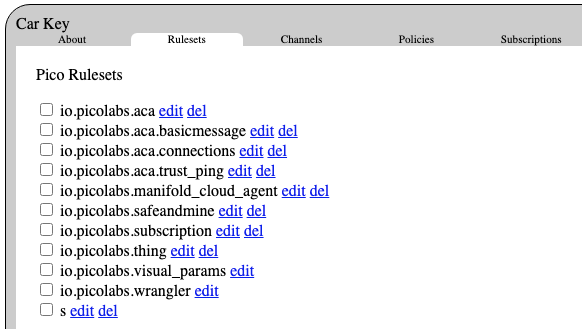 Car Key
About Rulesets Channels Policies Subscriptions
Pico Rulesets
io.picolabs.aca edit del
io.picolabs.aca.basicmessage edit del
io.picolabs.aca.connections edit del
io.picolabs.aca.trust_ping edit del
io.picolabs.manifold_cloud_agent edit del
io.picolabs.safeandmine edit del
io.picolabs.subscription edit del
io.picolabs.thing edit del
io.picolabs.visual_params edit
io.picolabs.wrangler edit
s edit del